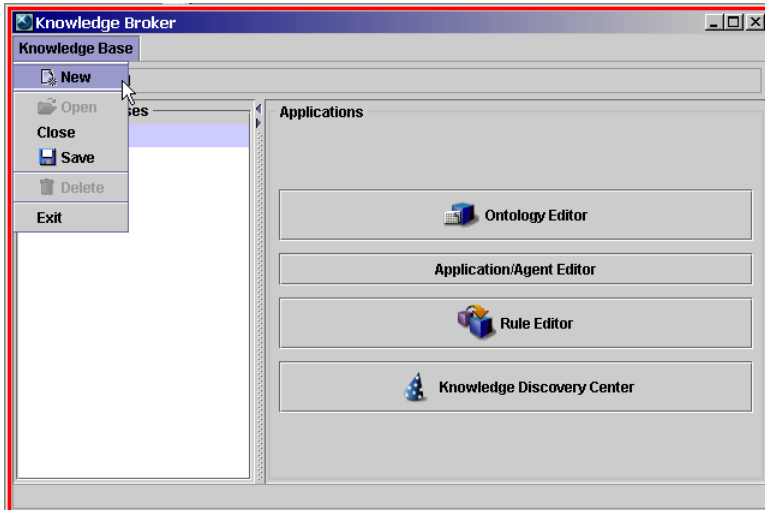 Knowledge Broker
Knowledge Base
New
Open
Close
Save
Delete
Exit
Applications
Ontology Editor
Application/Agent Editor
Rule Editor
Knowledge Discovery Center